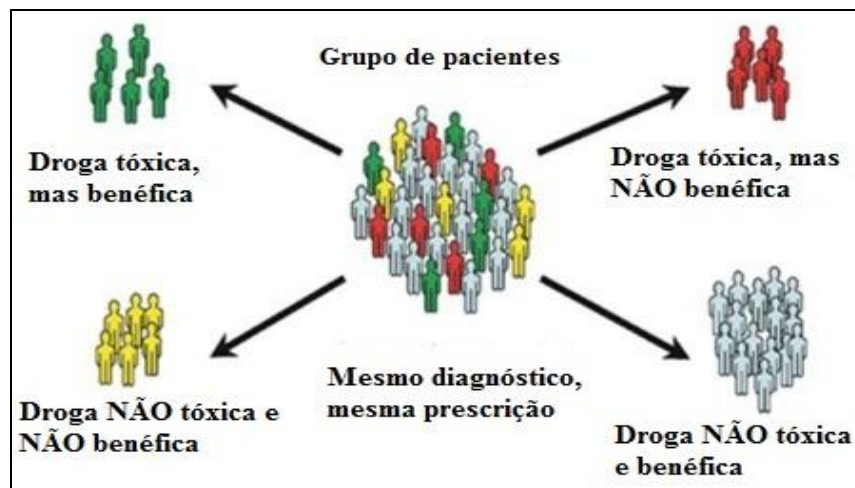 Grupo de pacientes
Droga tóxica,
mas benéfica
Droga tóxica, mas
NÃO benéfica
Mesmo diagnóstico,
mesma prescrição
Droga NÃO tóxica e
NÃO benéfica
Droga NÃO tóxica
e benéfica